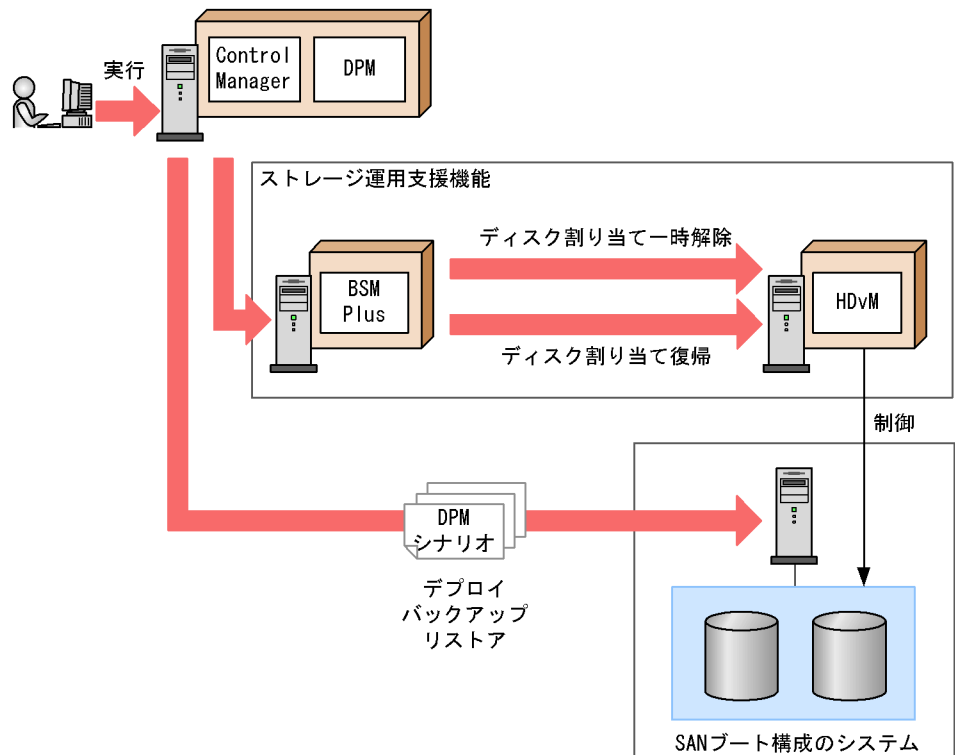 実行
Control
Manager
DPM
ストレージ運用支援機能
ディスク割り当て一時解除
BSM
Plus
HDvM
ディスク割り当て復帰
制御
DPM
シナリオ
デプロイ
バックアップ
リストア
SANブート構成のシステム